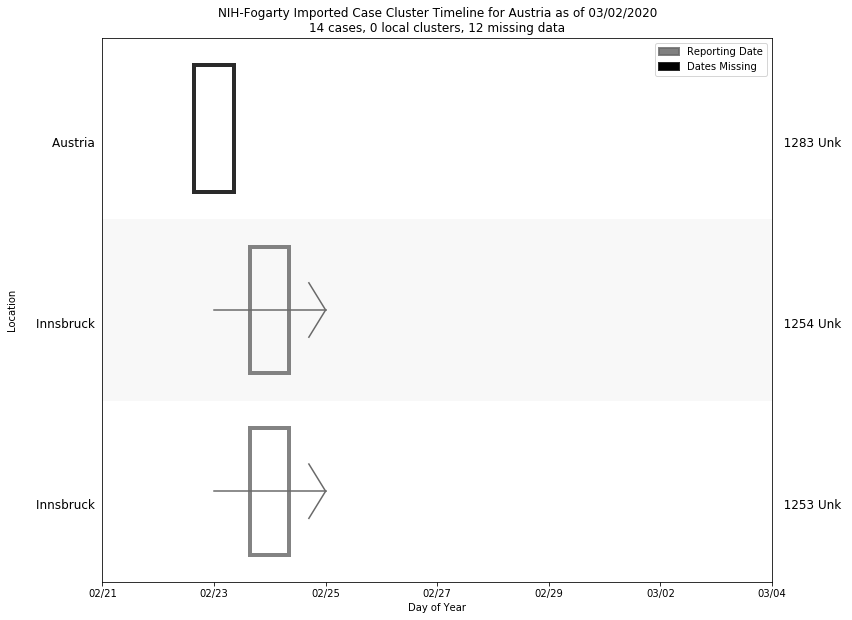 NIH-Fogarty Imported Case Cluster Timeline for Austria as of 03/02/2020
14 cases, 0 local clusters, 12 missing data
Reporting Date
Dates Missing
Austria
1283 Unk
Location
Innsbruck
1254 Unk
Innsbruck
1253 Unk
02/21 02/23 02/25 02/27 02/29 03/02 03/04
Day of Year